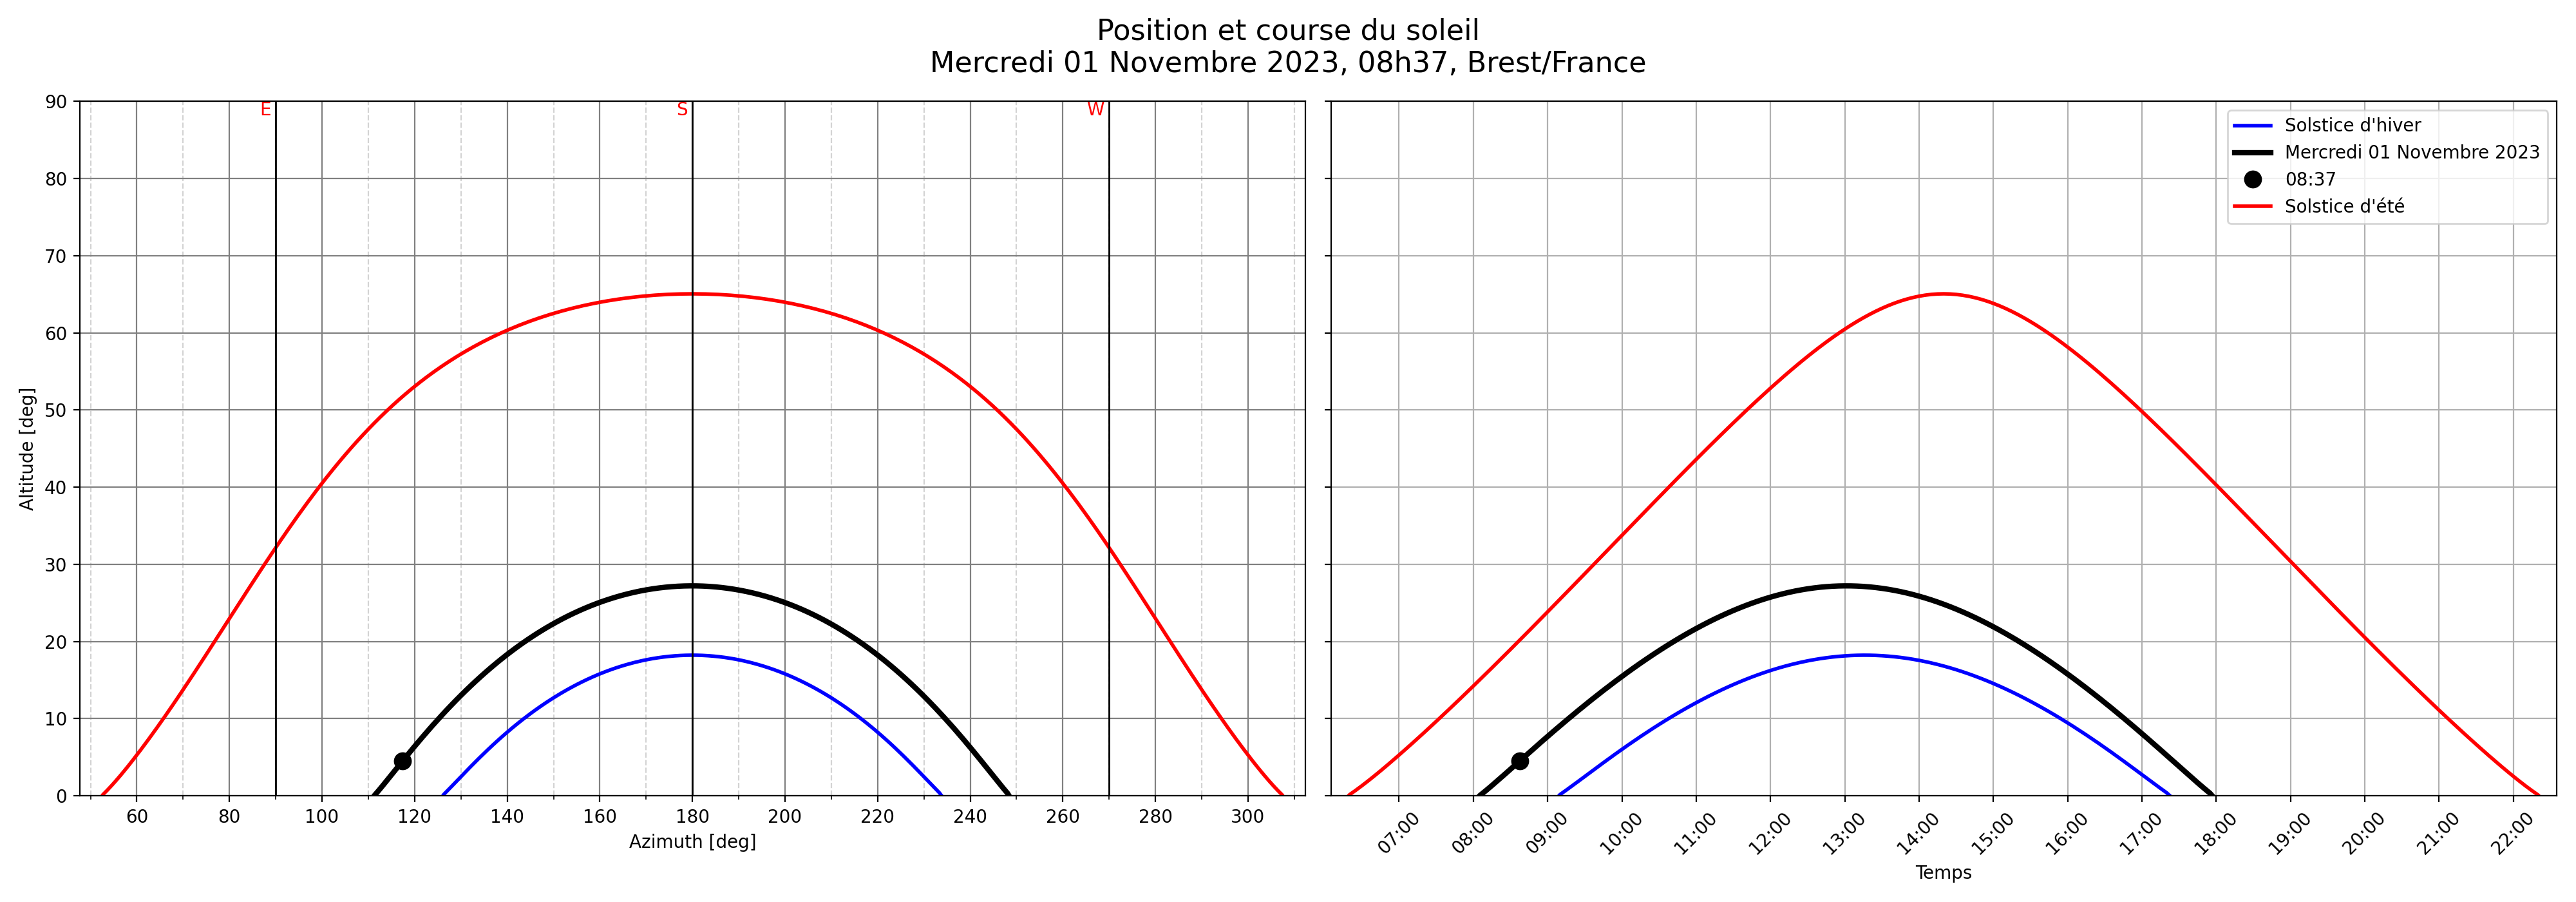 Position et course du soleil
Mercredi 01 Novembre 2023, 08h37, Brest/France
E
S
W
90
80
70
60
50
40
30
20
10
0
Altitude [deg]
60 80 100 120 140 160 180 200 220 240 260 280 300
Azimuth [deg]
Solstice d'hiver
Mercredi 01 Novembre 2023
08:37
Solstice d'été
07:00 08:00 09:00 10:00 11:00 12:00 13:00 14:00 15:00 16:00 17:00 18:00 19:00 20:00 21:00 22:00
Temps